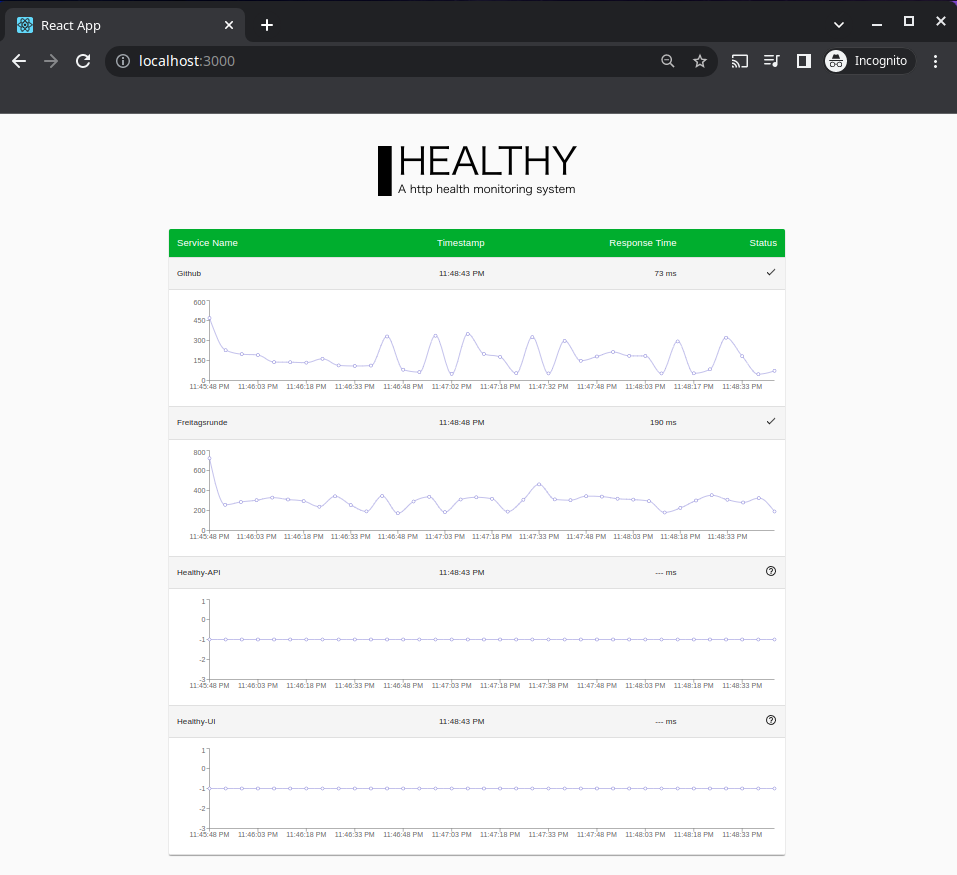 React App
localhost:3000
Incognito
HEALTHY
A http health monitoring system
Service Name Timestamp Response Time Status
Github 11:48:43 PM 73 ms
600
450
300
150
0
11:45:48 PM 11:46:03 PM 11:46:18 PM 11:46:33 PM 11:46:48 PM 11:47:02 PM 11:47:18 PM 11:47:32 PM 11:47:48 PM 11:48:03 PM 11:48:17 PM 11:48:33 PM
Freitagsrunde 11:48:48 PM 190 ms
800
600
400
200
0
11:45:48 PM 11:46:03 PM 11:46:18 PM 11:46:33 PM 11:46:48 PM 11:47:03 PM 11:47:18 PM 11:47:33 PM 11:47:48 PM 11:48:03 PM 11:48:18 PM 11:48:33 PM
Healthy-API 11:48:43 PM --- ms
1
0
-1
-2
-3
11:45:48 PM 11:46:03 PM 11:46:18 PM 11:46:33 PM 11:46:48 PM 11:47:03 PM 11:47:18 PM 11:47:38 PM 11:47:48 PM 11:48:03 PM 11:48:18 PM 11:48:33 PM
Healthy-UI 11:48:43 PM --- ms
1
0
-1
-2
-3
11:45:48 PM 11:46:03 PM 11:46:18 PM 11:46:33 PM 11:46:48 PM 11:47:03 PM 11:47:18 PM 11:47:33 PM 11:47:48 PM 11:48:03 PM 11:48:18 PM 11:48:33 PM